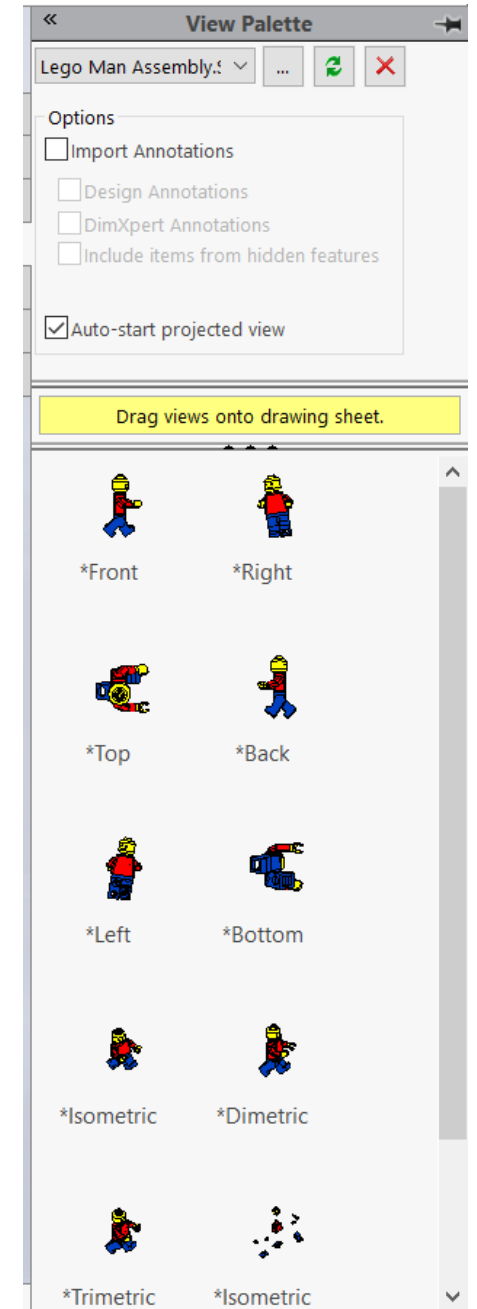 « View Palette
Lego Man Assembly.S ...
Options
Import Annotations
Design Annotations
DimXpert Annotations
Include items from hidden features
Auto-start projected view
Drag views onto drawing sheet.
*Front *Right
*Top *Back
*Left *Bottom
*Isometric *Dimetric
*Trimetric *Isometric